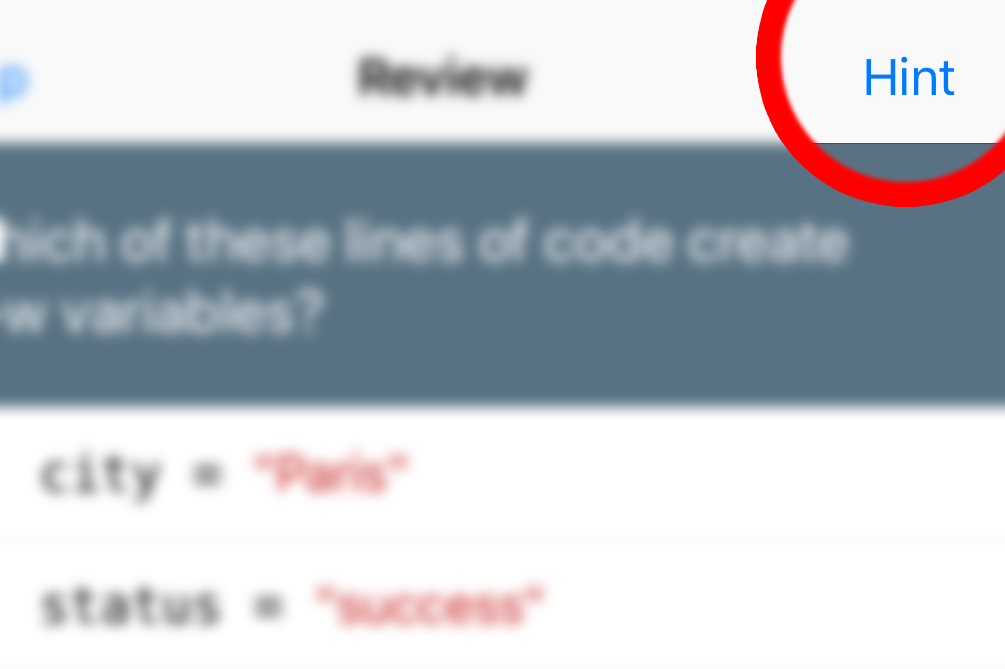 p Review Hint
hich of these lines of code create
w variables?
city = "Paris"
status = "success"